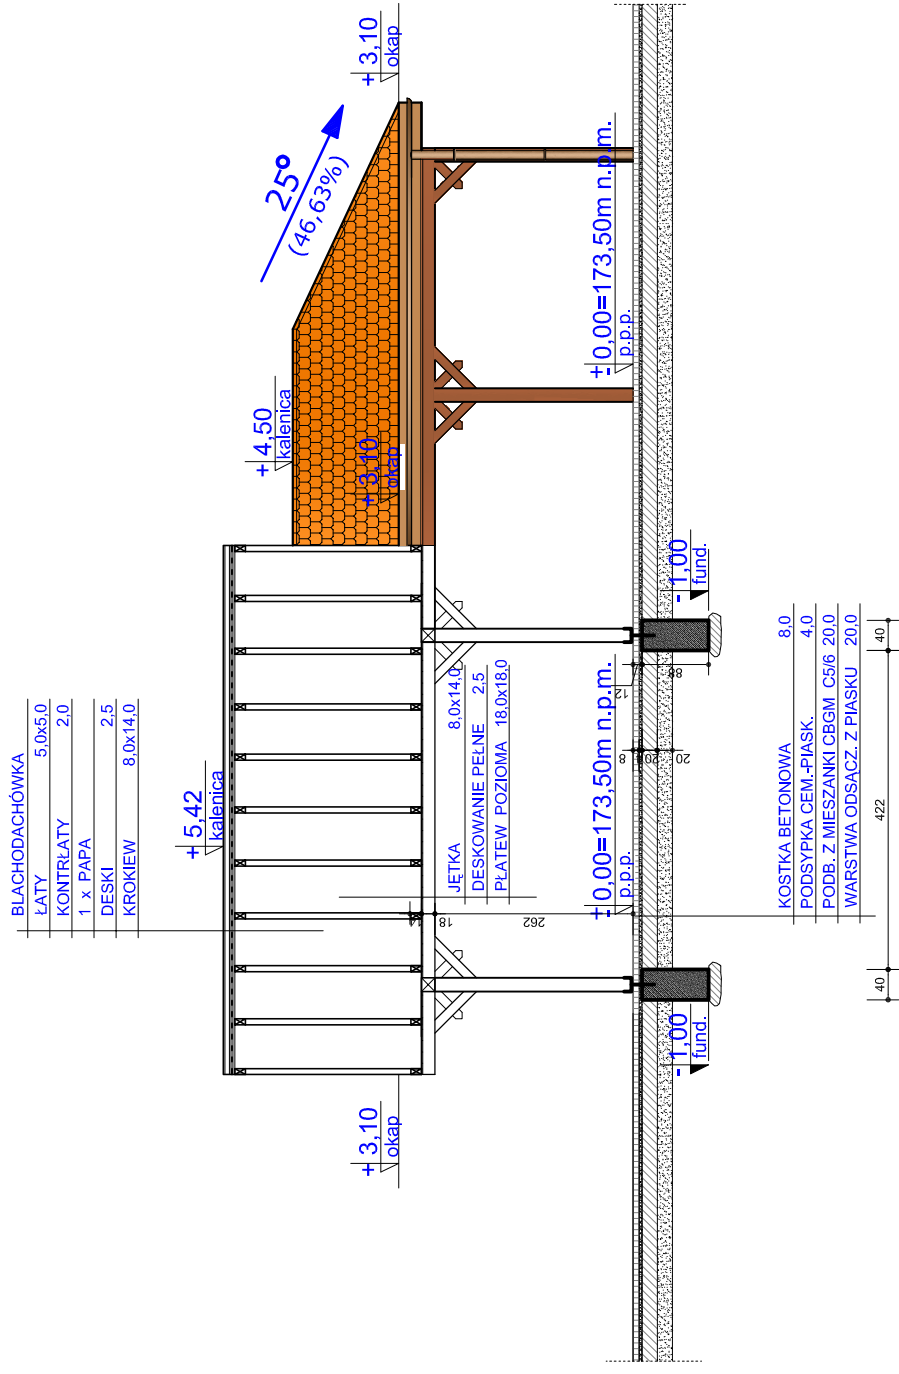 BLACHODACHÓWKA
ŁATY 5,0x5,0
KONTRŁATY 2,0
1 x PAPA
DESKI 2,5
KROKIEW 8,0x14,0
+ 5,42
kalenica
+ 4,50
kalenica
25°
(46,63%)
+ 3,10
okap
+ 3,10
okap
+ 3,10
okap
JĘTKA 8,0x14,0
DESKOWANIE PEŁNE 2,5
PŁATEW POZIOMA 18,0x18,0
14
18
262
± 0,00=173,50m n.p.m.
p.p.p.
± 0,00=173,50m n.p.m.
p.p.p.
12
88
8
20
- 1,00
fund.
- 1,00
fund.
KOSTKA BETONOWA 8,0
PODSYPKA CEM.-PIASK. 4,0
PODB. Z MIESZANKI CBGM C5/6 20,0
WARSTWA ODSĄCZ. Z PIASKU 20,0
40
422
40